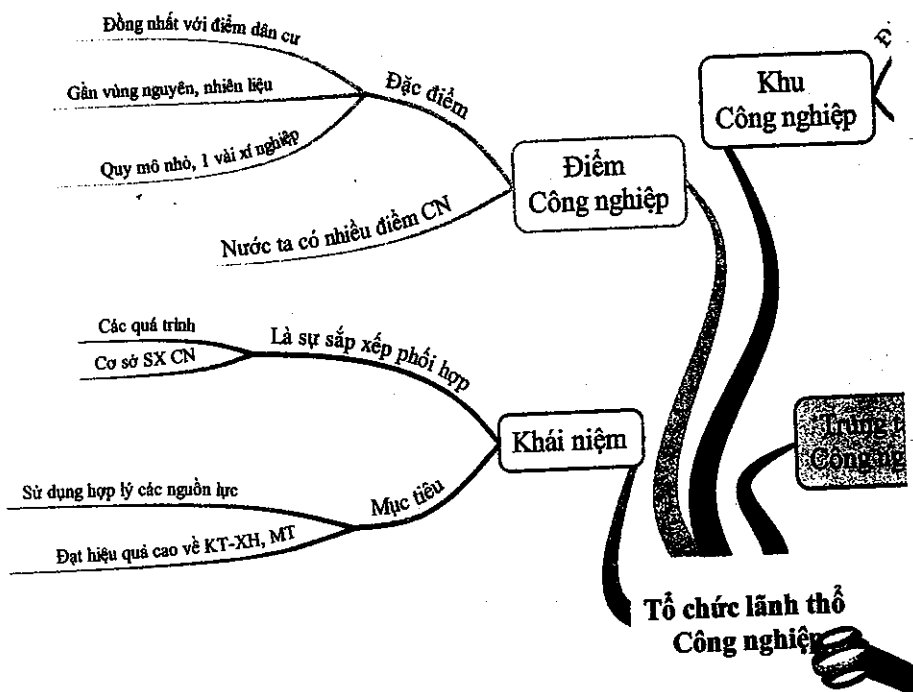 Đồng nhất với điểm dân cư
Gần vùng nguyên, nhiên liệu
Quy mô nhỏ, 1 vài xí nghiệp
Đặc điểm
Nước ta có nhiều điểm CN
Điểm
Công nghiệp
Khu
Công nghiệp
Các quá trình
Cơ sở SX CN
Là sự sắp xếp phối hợp
Khái niệm
Sử dụng hợp lý các nguồn lực
Đạt hiệu quả cao về KT-XH, MT
Mục tiêu
Trung t
Công ng
Tổ chức lãnh thổ
Công nghiệp